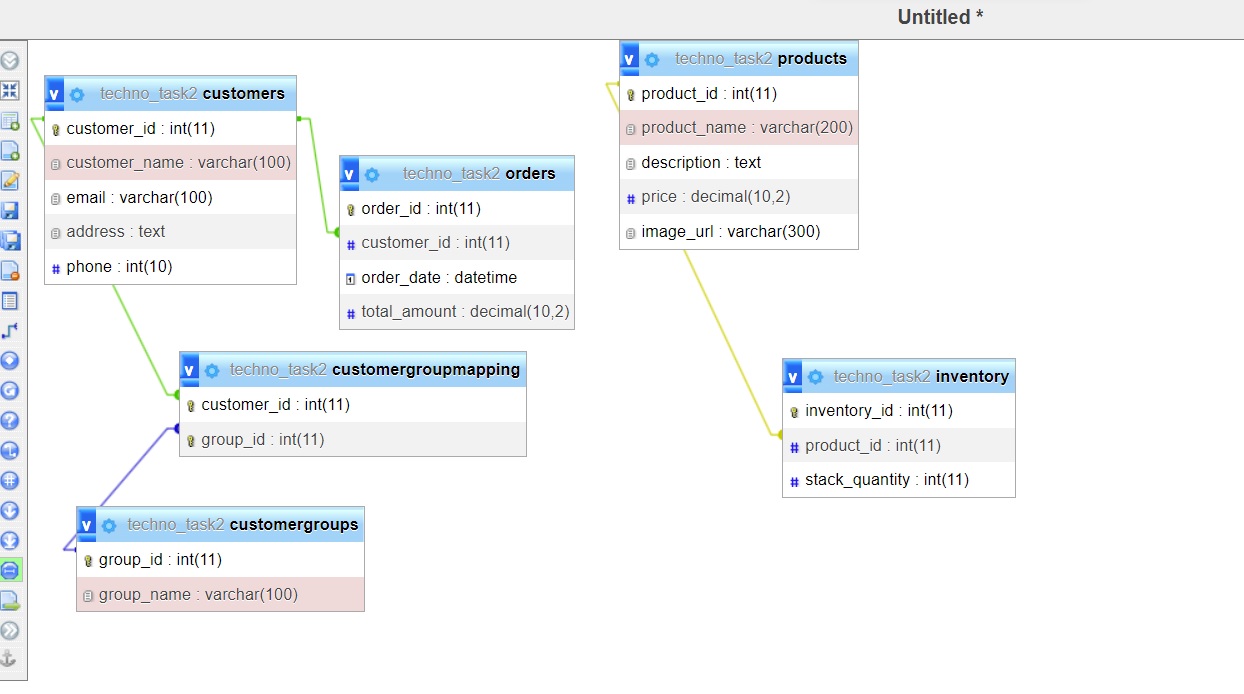 Untitled *
v techno_task2 customers
customer_id : int(11)
customer_name : varchar(100)
email : varchar(100)
address : text
# phone : int(10)
v techno_task2 orders
order_id : int(11)
# customer_id : int(11)
order_date : datetime
# total_amount : decimal(10,2)
v techno_task2 products
product_id : int(11)
product_name : varchar(200)
description : text
# price : decimal(10,2)
image_url : varchar(300)
v techno_task2 customergroupmapping
customer_id : int(11)
group_id : int(11)
v techno_task2 inventory
inventory_id : int(11)
# product_id : int(11)
# stack_quantity : int(11)
v techno_task2 customergroups
group_id : int(11)
group_name : varchar(100)